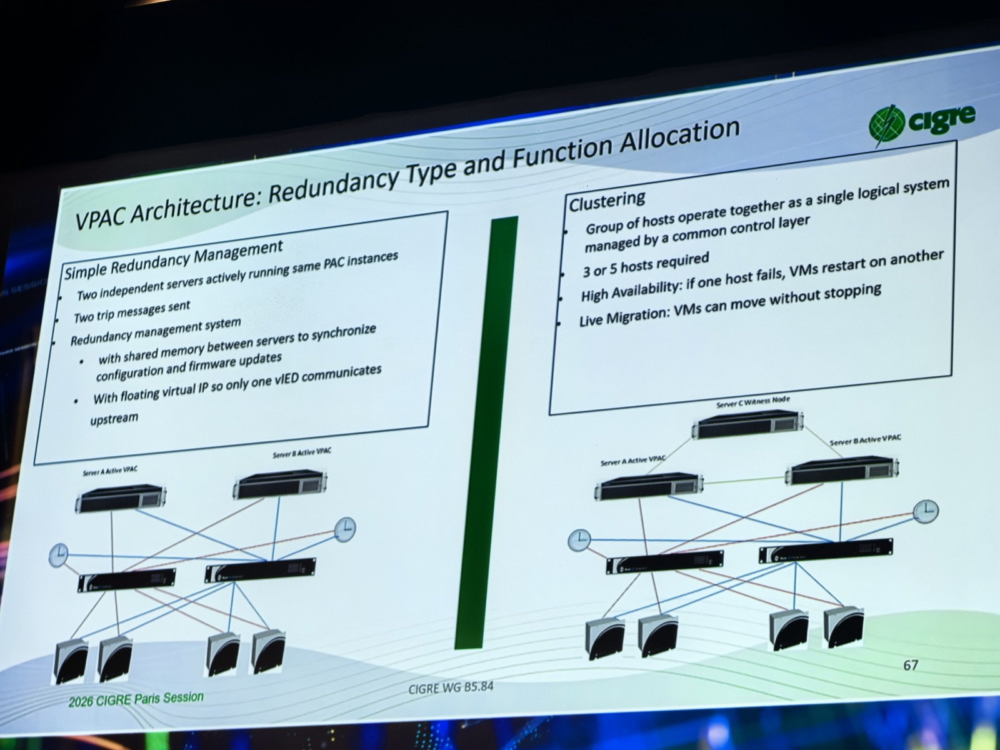 cigre
VPAC Architecture: Redundancy Type and Function Allocation
Simple Redundancy Management
• Two independent servers actively running same PAC instances
• Two trip messages sent
• Redundancy management system
• with shared memory between servers to synchronize
configuration and firmware updates
• With floating virtual IP so only one vIED communicates
upstream
Server A Active VPAC
Server B Active VPAC
Clustering
• Group of hosts operate together as a single logical system
managed by a common control layer
• 3 or 5 hosts required
• High Availability: if one host fails, VMs restart on another
• Live Migration: VMs can move without stopping
Server C Witness Node
Server A Active VPAC
Server B Active VPAC
2026 CIGRE Paris Session
CIGRE WG B5.84
67